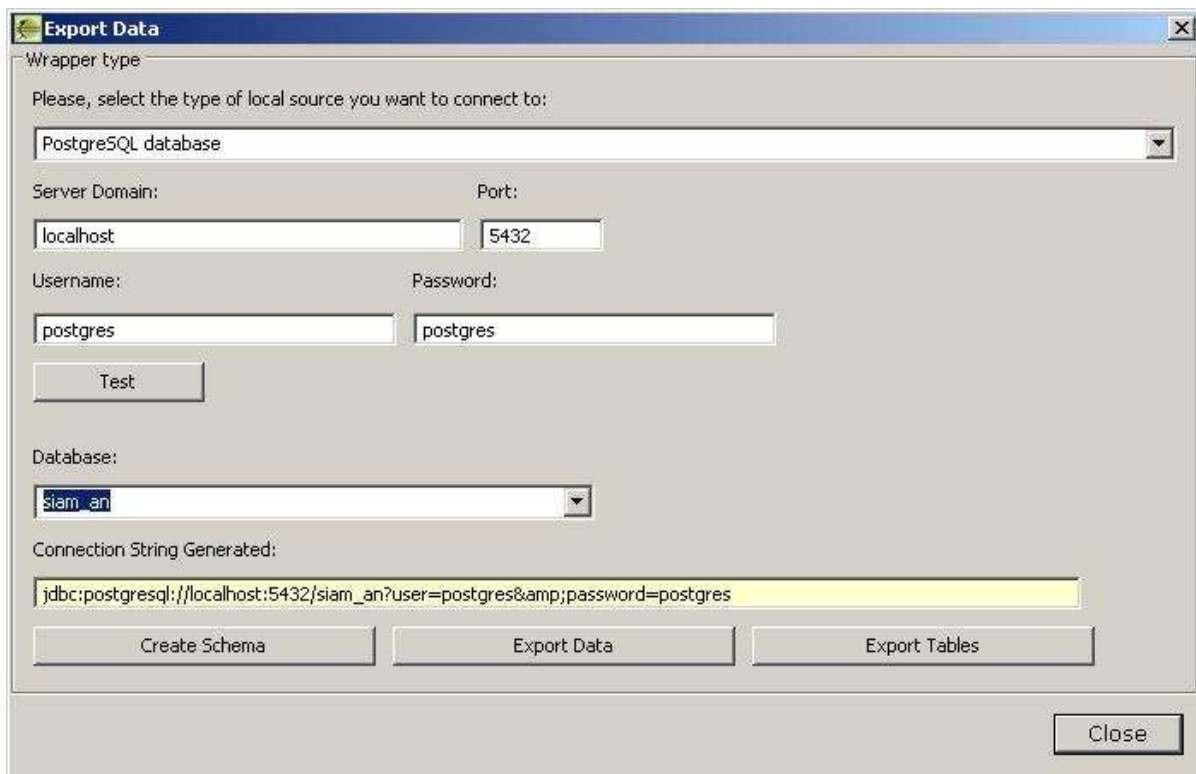 Export Data
Wrapper type
Please, select the type of local source you want to connect to:
PostgreSQL database
Server Domain: Port:
localhost 5432
Username: Password:
postgres postgres
Test
Database:
siam_an
Connection String Generated:
jdbc:postgresql://localhost:5432/siam_an?user=postgres&amp;password=postgres
Create Schema Export Data Export Tables
Close